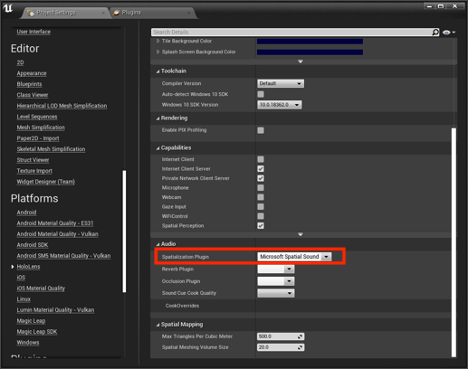 Project Settings
Plugins
User Interface
Editor
2D
Appearance
Blueprints
Class Viewer
Hierarchical LOD Mesh Simplification
Level Sequences
Mesh Simplification
Paper2D - Import
Skeletal Mesh Simplification
Struct Viewer
Texture Import
Widget Designer (Team)
Platforms
Android
Android Material Quality - ES31
Android Material Quality - Vulkan
Android SDK
Android SM5 Material Quality - Vulkan
HoloLens
iOS
iOS Material Quality
Linux
Lumin Material Quality - Vulkan
Magic Leap
Magic Leap SDK
Windows
Search Details
Tile Background Color
Splash Screen Background Color
Toolchain
Compiler Version Default
Auto-detect Windows 10 SDK
Windows 10 SDK Version 10.0.18362.0
Rendering
Enable PIX Profiling
Capabilities
Internet Client
Internet Client Server
Private Network Client Server
Microphone
Webcam
Gaze Input
WiFiControl
Spatial Perception
Audio
Spatialization Plugin Microsoft Spatial Sound
Reverb Plugin
Occlusion Plugin
Sound Cue Cook Quality
CookOverrides
Spatial Mapping
Max Triangles Per Cubic Meter 500.0
Spatial Meshing Volume Size 20.0